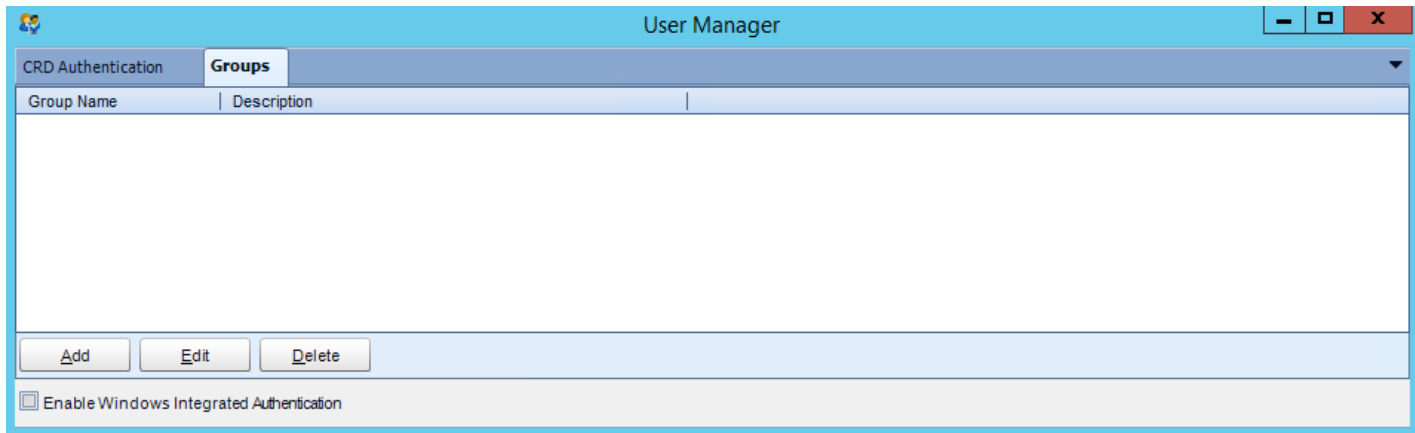 User Manager
CRD Authentication Groups
Group Name Description
Add Edit Delete
Enable Windows Integrated Authentication